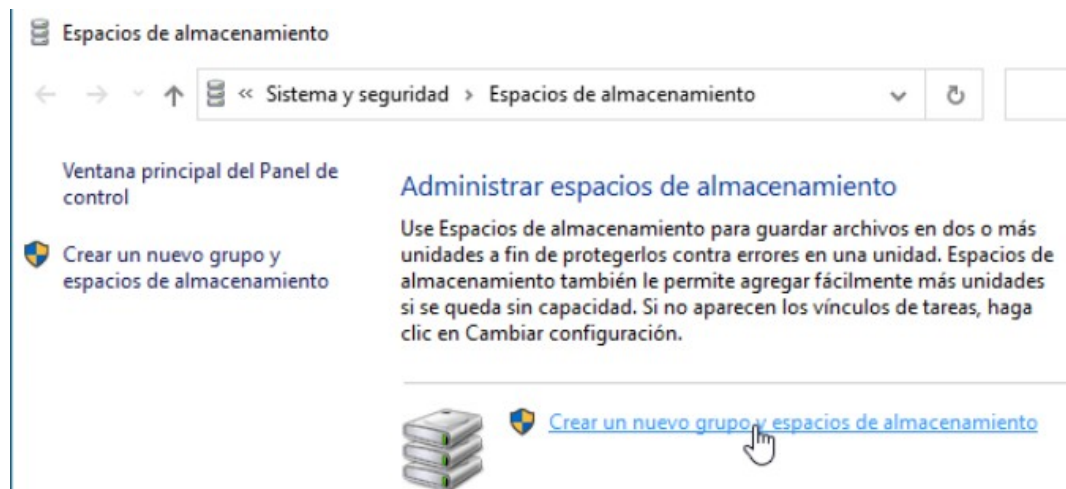 Espacios de almacenamiento
« Sistema y seguridad > Espacios de almacenamiento
Ventana principal del Panel de
control
Crear un nuevo grupo y
espacios de almacenamiento
Administrar espacios de almacenamiento
Use Espacios de almacenamiento para guardar archivos en dos o más
unidades a fin de protegerlos contra errores en una unidad. Espacios de
almacenamiento también le permite agregar fácilmente más unidades
si se queda sin capacidad. Si no aparecen los vínculos de tareas, haga
clic en Cambiar configuración.
Crear un nuevo grupo y espacios de almacenamiento